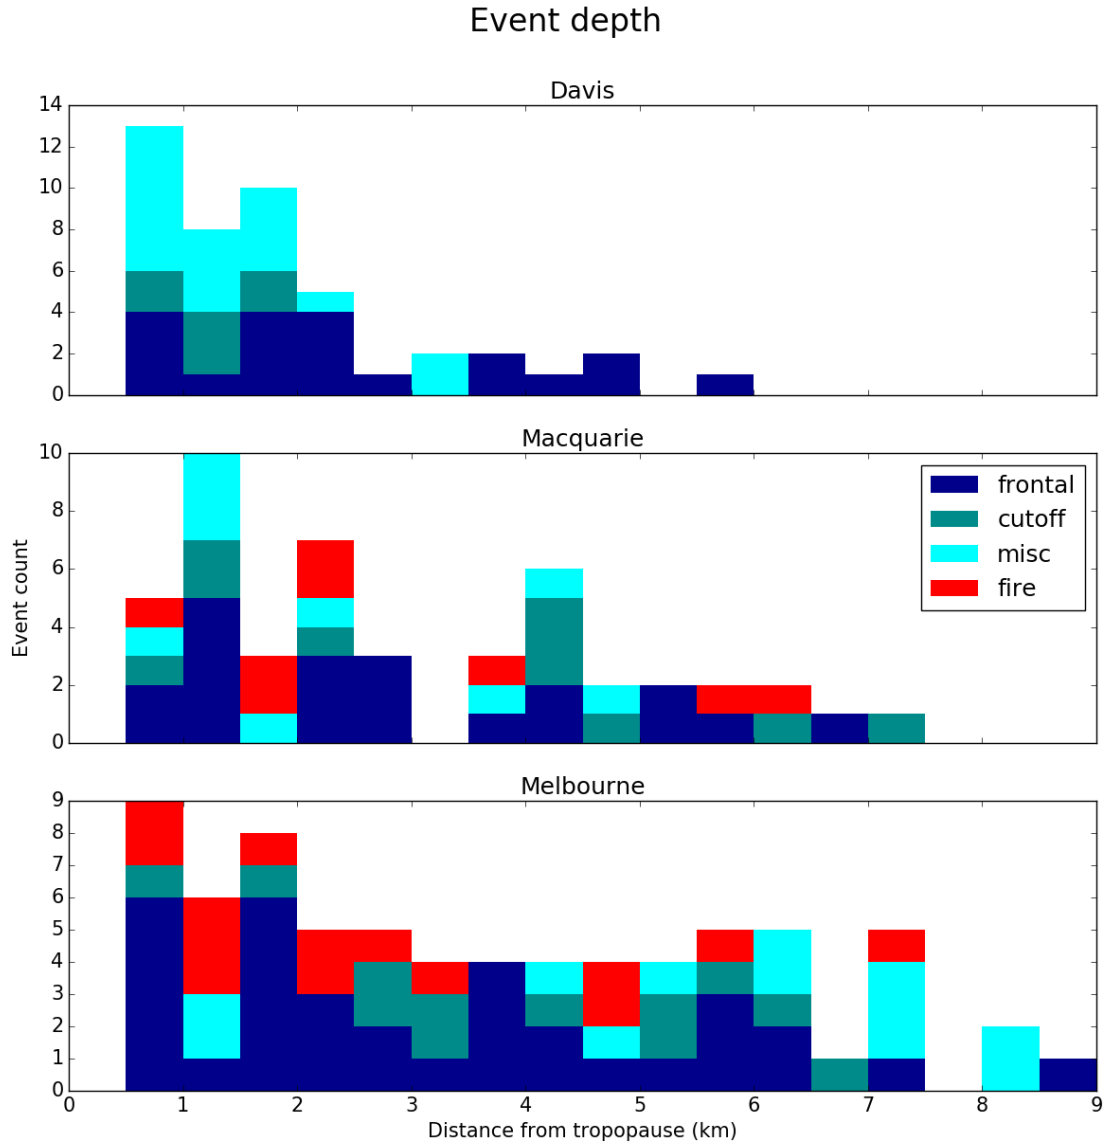 Event depth
Davis
14
12
10
8
6
4
2
0
Macquarie
10
8
6
4
2
0
Event count
frontal
cutoff
misc
fire
Melbourne
9
8
7
6
5
4
3
2
1
0
0 1 2 3 4 5 6 7 8 9
Distance from tropopause (km)